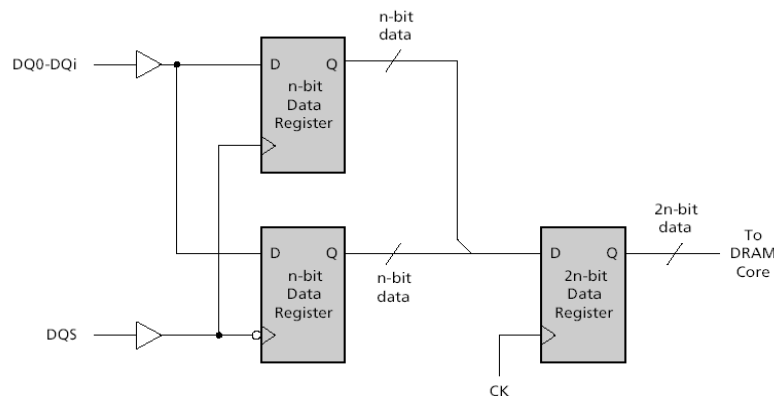 n-bit
data
DQ0-DQi
D
Q
n-bit
Data
Register
D
Q
n-bit
Data
Register
n-bit
data
DQS
D
Q
2n-bit
Data
Register
CK
2n-bit
data
To
DRAM
Core